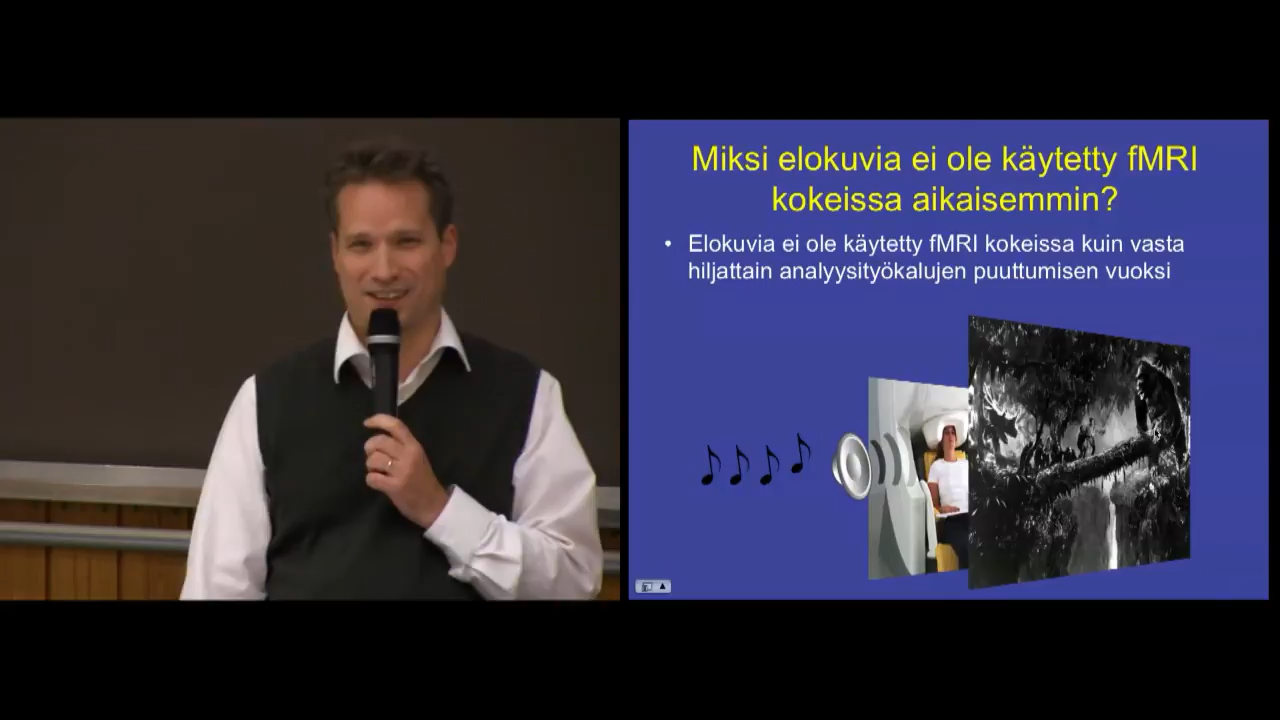 Miksi elokuvia ei ole käytetty fMRI
kokeissa aikaisemmin?
• Elokuvia ei ole käytetty fMRI kokeissa kuin vasta
hiljattain analyysityökalujen puuttumisen vuoksi